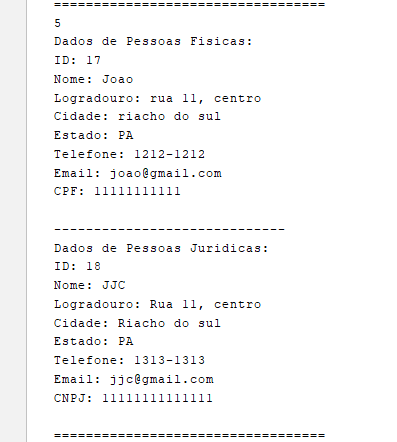 ==================================
5
Dados de Pessoas Fisicas:
ID: 17
Nome: Joao
Logradouro: rua 11, centro
Cidade: riacho do sul
Estado: PA
Telefone: 1212-1212
Email: joao@gmail.com
CPF: 11111111111
-----------------------------
Dados de Pessoas Juridicas:
ID: 18
Nome: JJC
Logradouro: Rua 11, centro
Cidade: Riacho do sul
Estado: PA
Telefone: 1313-1313
Email: jjc@gmail.com
CNPJ: 11111111111111
==================================